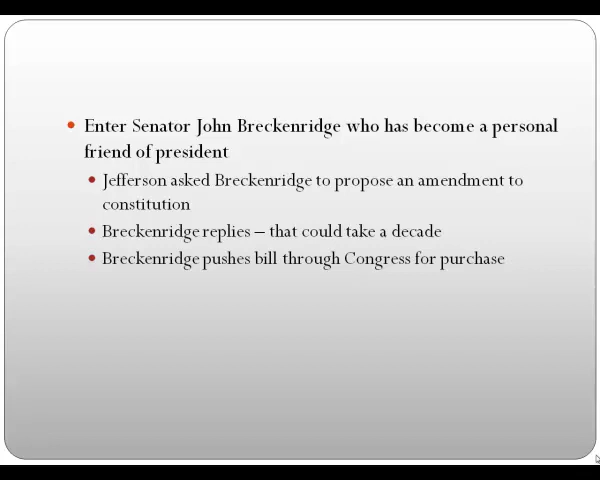 • Enter Senator John Breckenridge who has become a personal
friend of president
• Jefferson asked Breckenridge to propose an amendment to
constitution
• Breckenridge replies – that could take a decade
• Breckenridge pushes bill through Congress for purchase